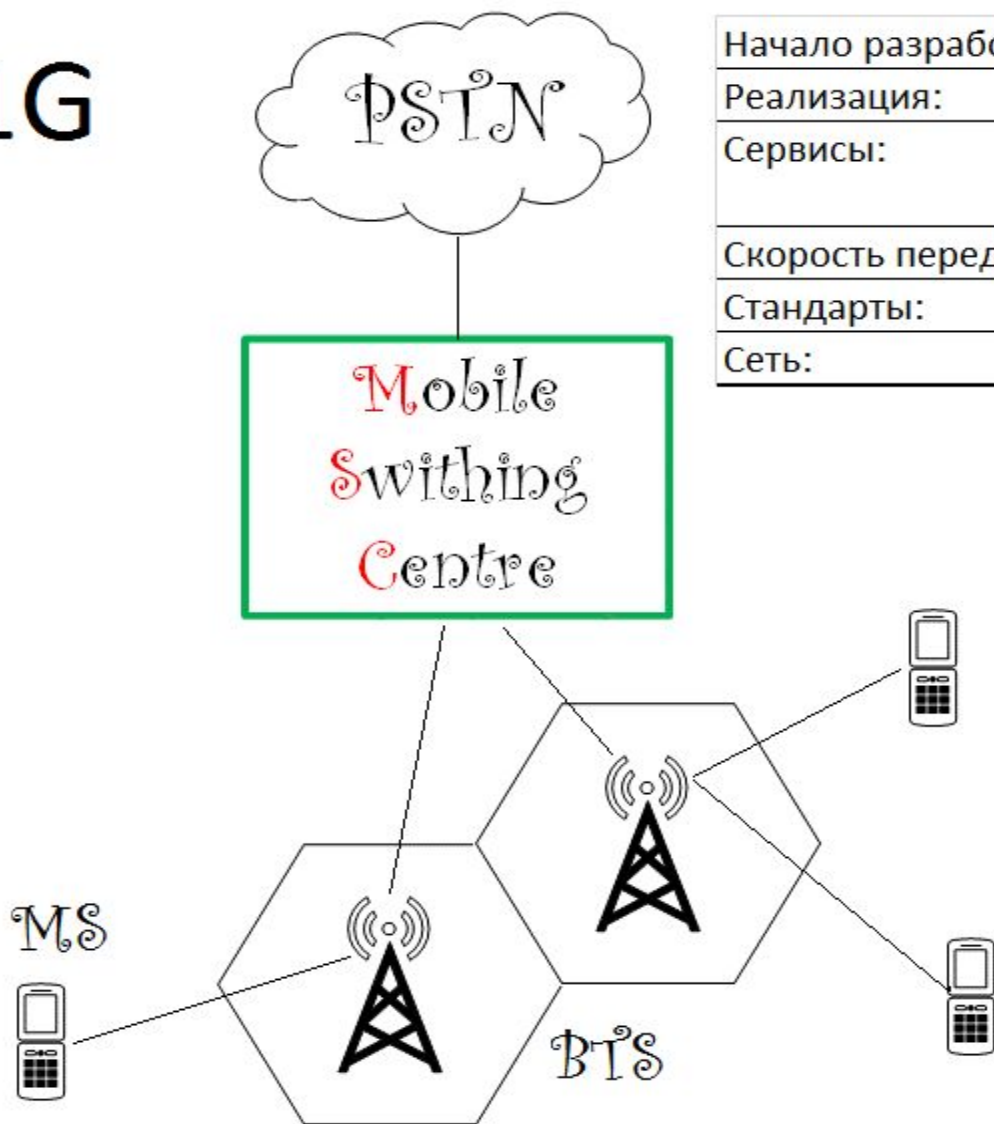 1G
PSTN
Начало разрабо
Реализация:
Сервисы:
Скорость перед
Стандарты:
Сеть:
Mobile
Swithing
Centre
MS
BTS